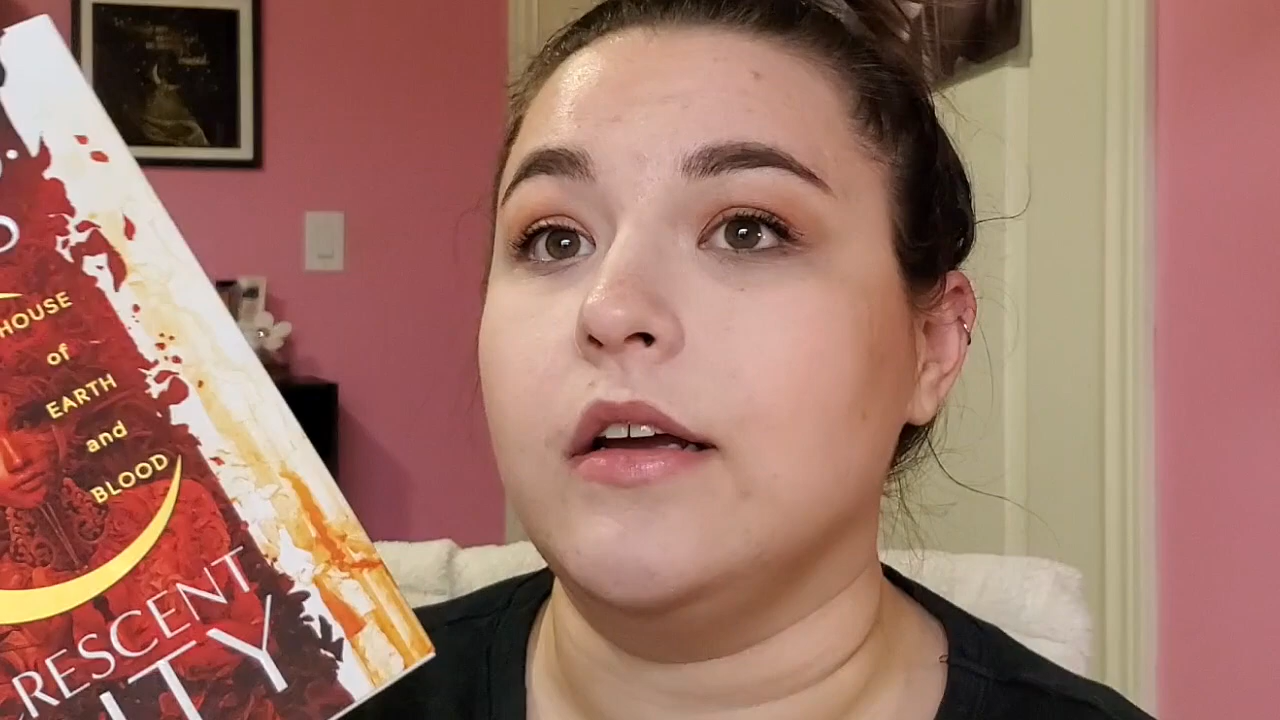 HOUSE
of
EARTH
and
BLOOD
RESCENT
ITY